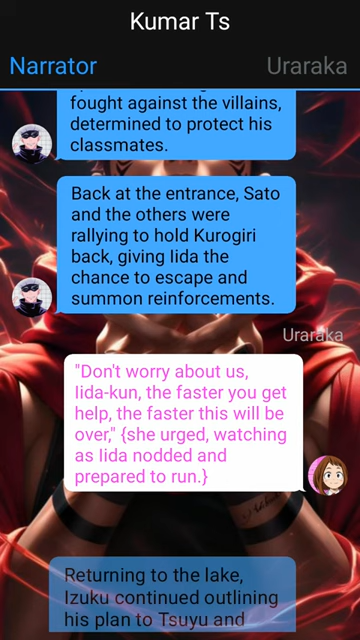 Kumar Ts
Narrator
Uraraka
fought against the villains,
determined to protect his
classmates.
Back at the entrance, Sato
and the others were
rallying to hold Kurogiri
back, giving Iida the
chance to escape and
summon reinforcements.
Uraraka
"Don't worry about us,
Iida-kun, the faster you get
help, the faster this will be
over," {she urged, watching
as Iida nodded and
prepared to run.}
Returning to the lake,
Izuku continued outlining
his plan to Tsuyu and